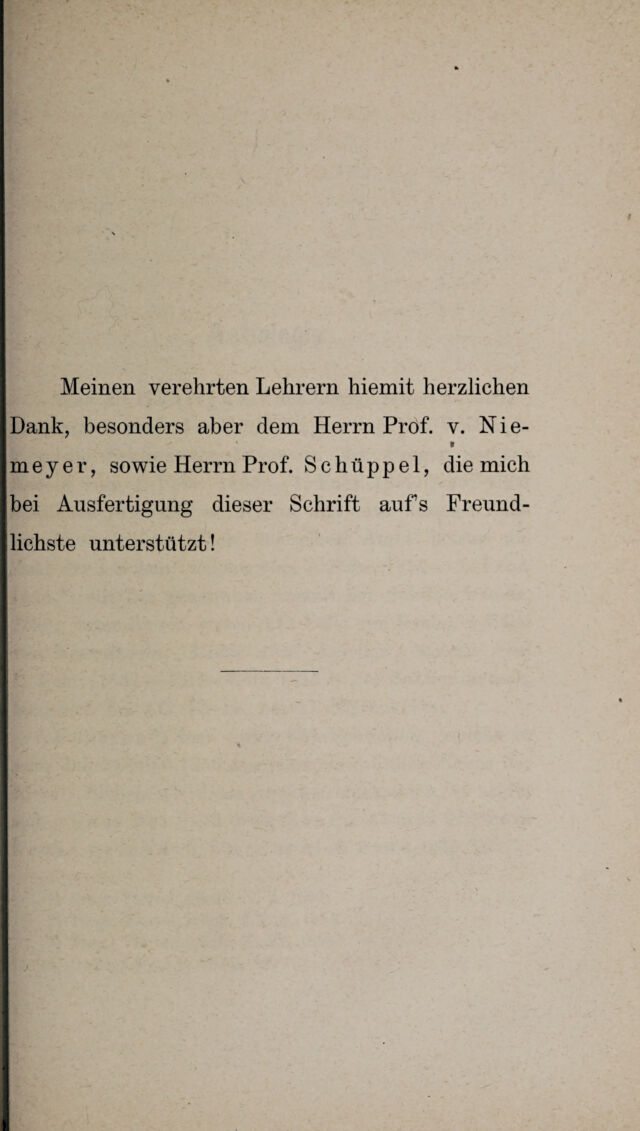 Meinen verehrten Lehrern hiemit herzlichen
Dank, besonders aber dem Herrn Prof. v. Nie-
meyer, sowie Herrn Prof. Schüppel, die mich
bei Ausfertigung dieser Schrift auf's Freund-
lichste unterstützt!